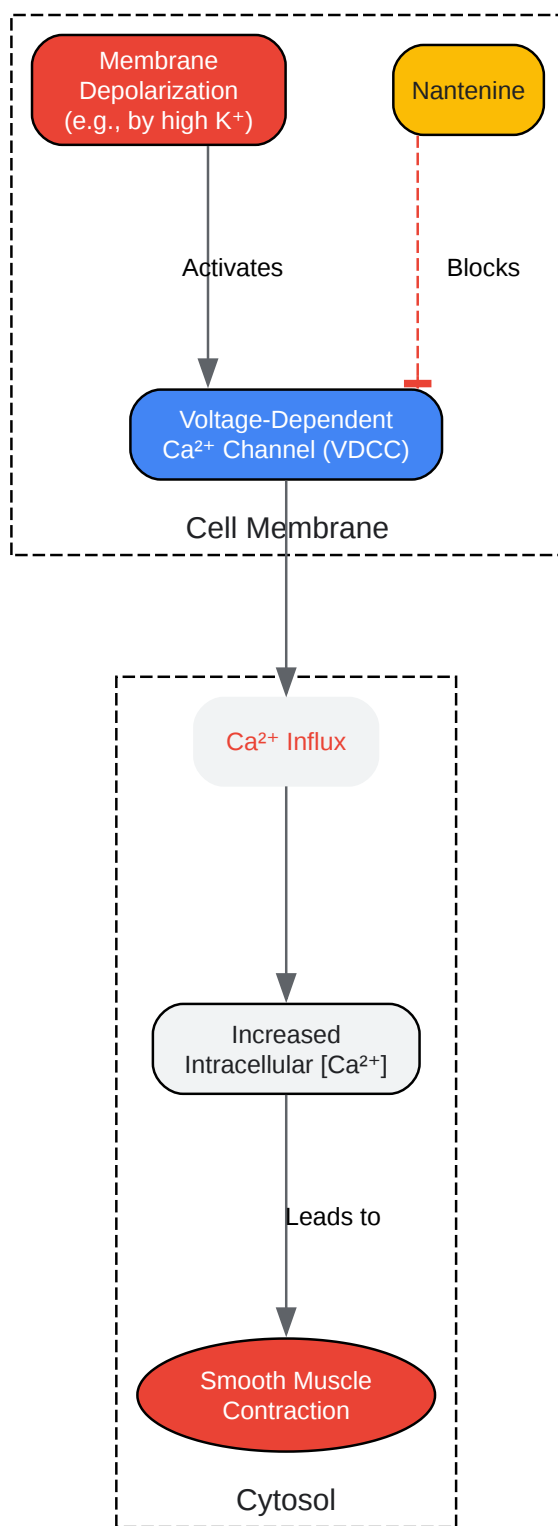 Membrane
Depolarization
(e.g., by high K⁺)
Nantenine
Activates
Blocks
Voltage-Dependent
Ca²⁺ Channel (VDCC)
Cell Membrane
Ca²⁺ Influx
Increased
Intracellular [Ca²⁺]
Leads to
Smooth Muscle
Contraction
Cytosol